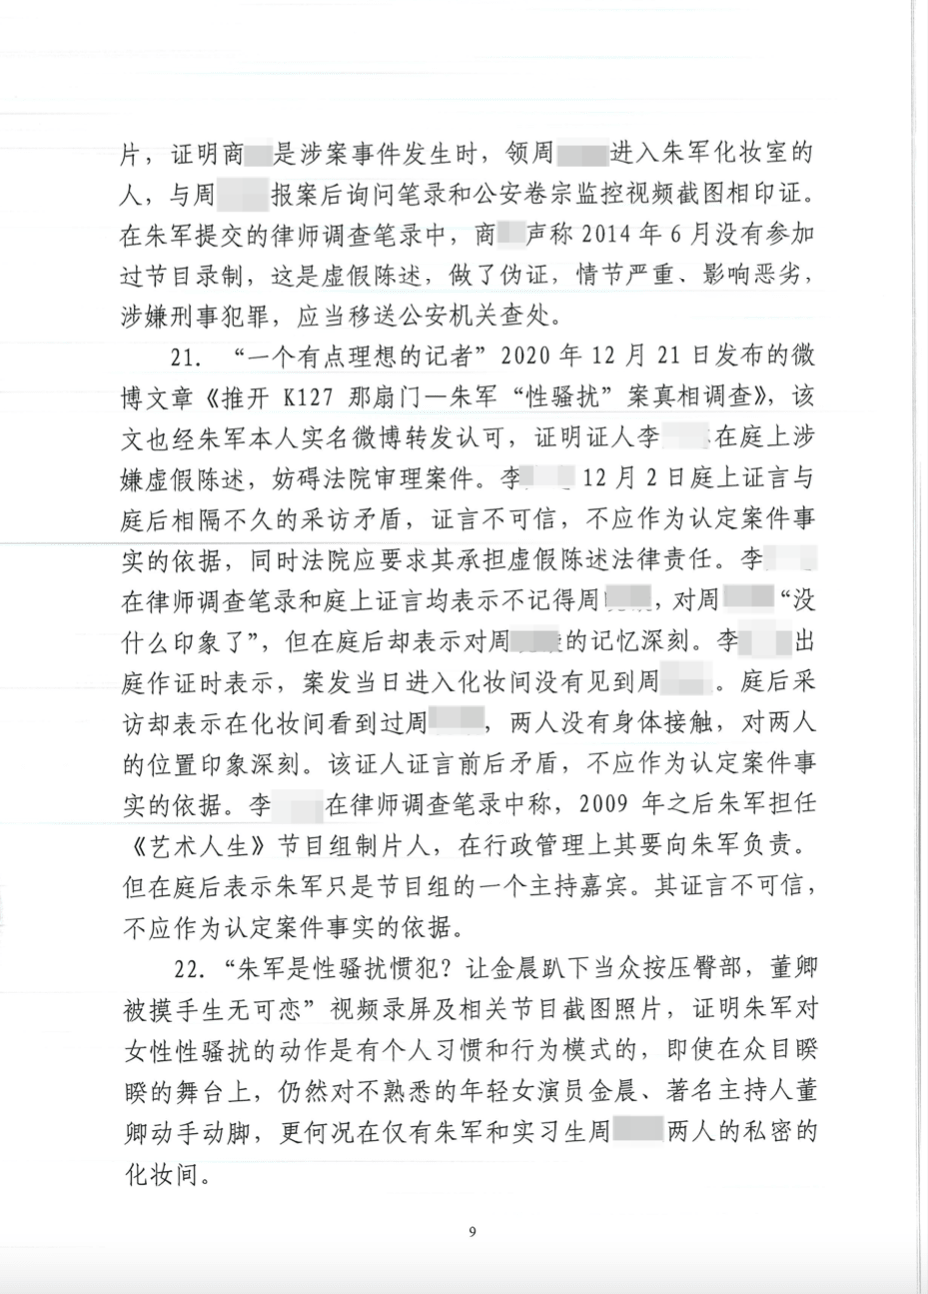 片，证明商是涉案事件发生时，领周进入朱军化妆室的
人，与周报案后询问笔录和公安卷宗监控视频截图相印证。
在朱军提交的律师调查笔录中，商声称 2014 年 6 月没有参加
过节目录制，这是虚假陈述，做了伪证，情节严重、影响恶劣，
涉嫌刑事犯罪，应当移送公安机关查处。
21. “一个有点理想的记者”2020 年 12 月 21 日发布的微
博文章《推开 K127 那扇门—朱军“性骚扰”案真相调查》，该
文也经朱军本人实名微博转发认可，证明证人李在庭上涉
嫌虚假陈述，妨碍法院审理案件。李 12 月 2 日庭上证言与
庭后相隔不久的采访矛盾，证言不可信，不应作为认定案件事
实的依据，同时法院应要求其承担虚假陈述法律责任。李
在律师调查笔录和庭上证言均表示不记得周，对周“没
什么印象了”，但在庭后却表示对周的记忆深刻。李出
庭作证时表示，案发当日进入化妆间没有见到周。庭后采
访却表示在化妆间看到过周，两人没有身体接触，对两人
的位置印象深刻。该证人证言前后矛盾，不应作为认定案件事
实的依据。李在律师调查笔录中称，2009 年之后朱军担任
《艺术人生》节目组制片人，在行政管理上其要向朱军负责。
但在庭后表示朱军只是节目组的一个主持嘉宾。其证言不可信，
不应作为认定案件事实的依据。
22. “朱军是性骚扰惯犯？让金晨趴下当众按压臀部，董卿
被摸手生无可恋”视频录屏及相关节目截图照片，证明朱军对
女性性骚扰的动作是有个人习惯和行为模式的，即使在众目睽
睽的舞台上，仍然对不熟悉的年轻女演员金晨、著名主持人董
卿动手动脚，更何况在仅有朱军和实习生周两人的私密的
化妆间。
9